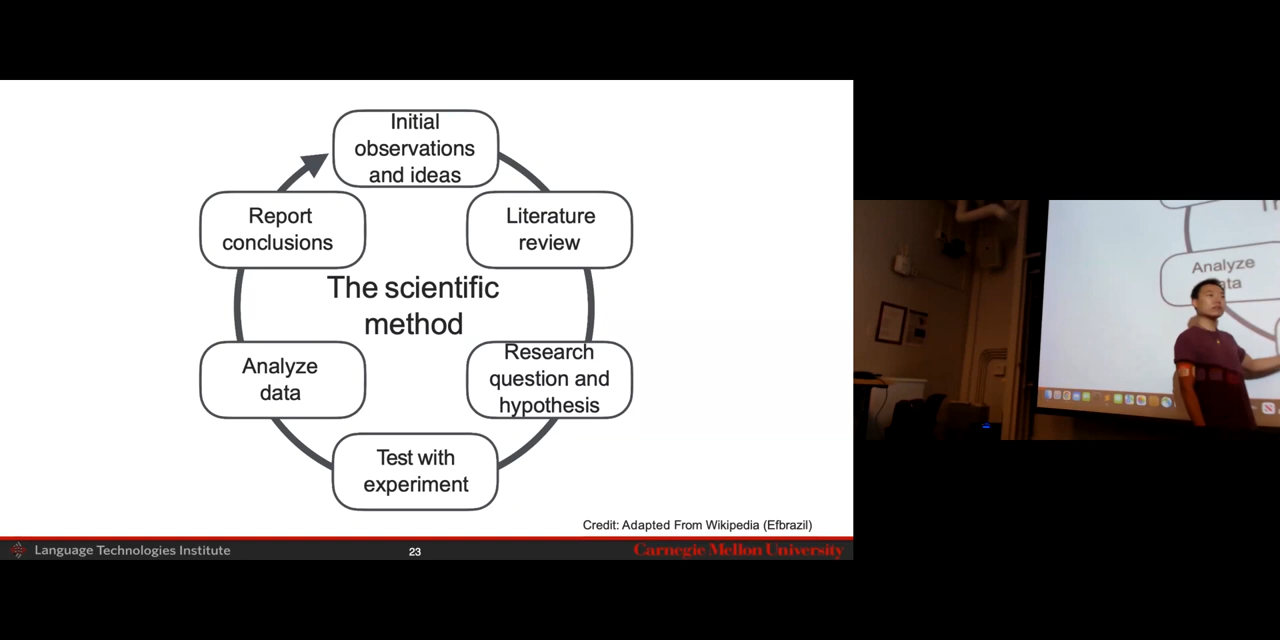 Initial
observations
and ideas
Literature
review
Research
question and
hypothesis
Test with
experiment
Analyze
data
Report
conclusions
The scientific
method
Credit: Adapted From Wikipedia (Efbrazil)
Language Technologies Institute
23
Carnegie Mellon University
Analyze